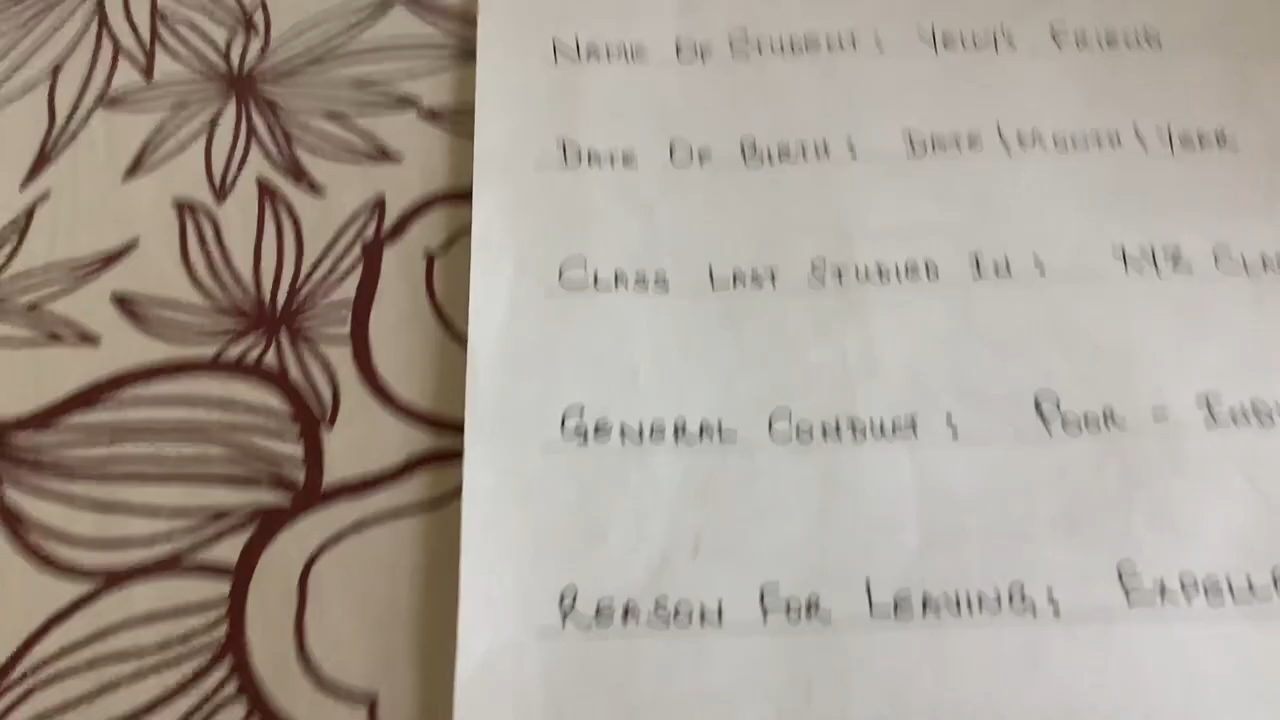 NAME OF STUDENT: YOUR FRIEND
DATE OF BIRTH: DATE\MONTH\YEAR
CLASS LAST STUDIED IN:
GENERAL CONDUCT: POOR =
REASON FOR LEAVING: